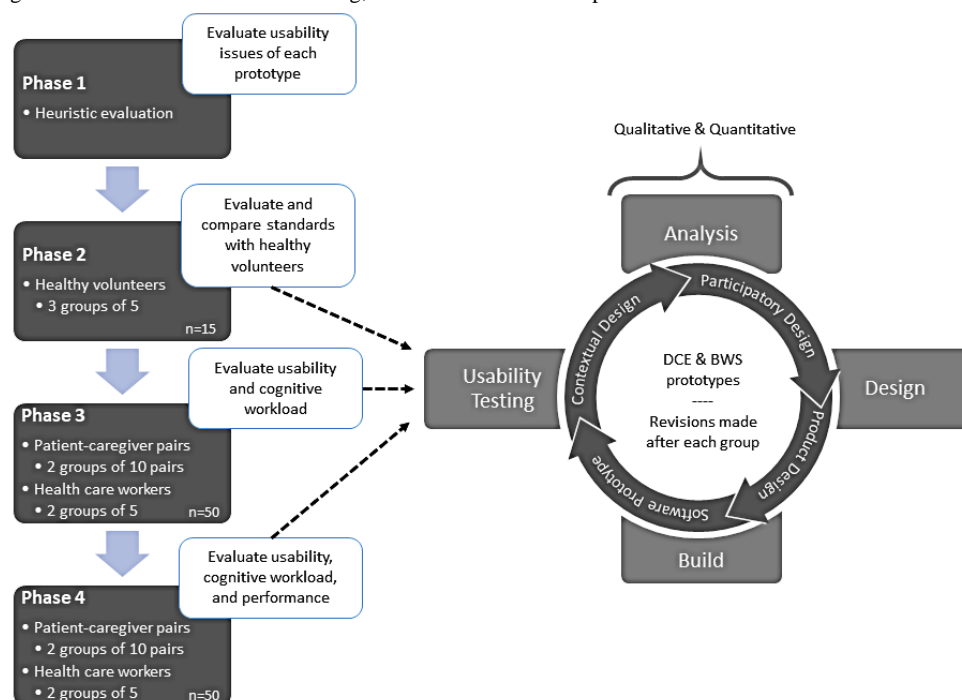 Evaluate usability
issues of each
prototype
Phase 1
• Heuristic evaluation
Evaluate and
compare standards
with healthy
volunteers
Phase 2
• Healthy volunteers
• 3 groups of 5
n=15
Evaluate usability
and cognitive
workload
Phase 3
• Patient-caregiver pairs
• 2 groups of 10 pairs
• Health care workers
• 2 groups of 5
n=50
Evaluate usability,
cognitive workload,
and performance
Phase 4
• Patient-caregiver pairs
• 2 groups of 10 pairs
• Health care workers
• 2 groups of 5
n=50
Qualitative & Quantitative
Analysis
Participatory Design
Design
Product Design
Build
Software Prototype
Usability
Testing
Contextual Design
DCE & BWS
prototypes
----
Revisions made
after each group